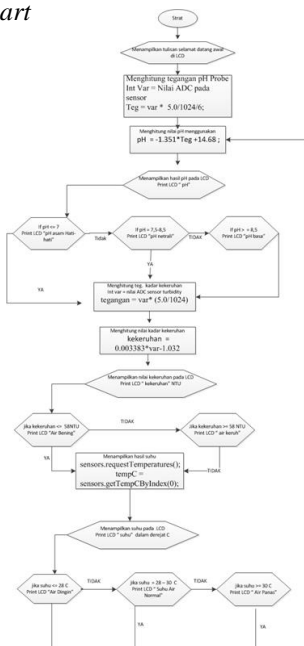 art
Strat
Menampilkan tulisan selamat datang awar
di LCD
Menghitung tegangan pH Probe
Int Var = Nilai ADC pada
sensor
Teg = var * 5.0/1024/6;
Menghitung nilai pH menggunakan
pH = -1.351*Teg +14.68 ;
Menampilkan hasil pH pada LCD
Print LCD " pH"
If pH <= 7
Print LCD "pH asam Hati-
hati"
Tidak
If pH = 7,5-8,5
Print LCD "pH netrall"
TIDAK
If pH > = 8,5
Print LCD "pH basa"
YA
YA
Menghitung teg, kadar kekeruhan
Int var = nilai ADC sensor turbidity
tegangan = var* (5.0/1024)
Menghitung nilai kadar kekeruhan
kekeruhan =
0.003383*var-1.032
Menampilkan nilai kekeruhan pada LCD
Print LCD " kekeruhan" NTU
Jika kekeruhan <= 58NTU
Print LCD "Air Bening"
TIDAK
Jika kekeruhan >= 58 NTU
Print LCD " air keruh"
YA
Menampilkan hasil suhu
sensors.requestTemperatures();
tempC =
sensors.getTempCByIndex(0);
TIDAK
Menampilkan suhu pada LCD
Print LCD " suhu" dalam derajat C
jika suhu <= 28 C
Print LCD "Air Dingin"
TIDAK
Jika suhu = 28 – 30 C
Print LCD "Suhu Air
Normal"
TIDAK
jika suhu >= 30 C
Print LCD "Air Panas"
YA
YA